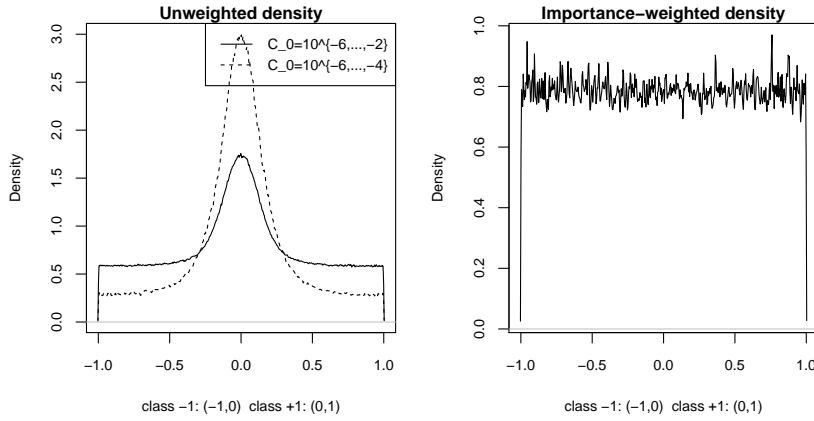 Unweighted density
C_0=10^{−6,...,−2}
C_0=10^{−6,...,−4}
Density
0.0
0.5
1.0
1.5
2.0
2.5
3.0
−1.0
−0.5
0.0
0.5
1.0
class −1: (−1,0)  class +1: (0,1)
Importance−weighted density
Density
0.0
0.2
0.4
0.6
0.8
1.0
−1.0
−0.5
0.0
0.5
1.0
class −1: (−1,0)  class +1: (0,1)